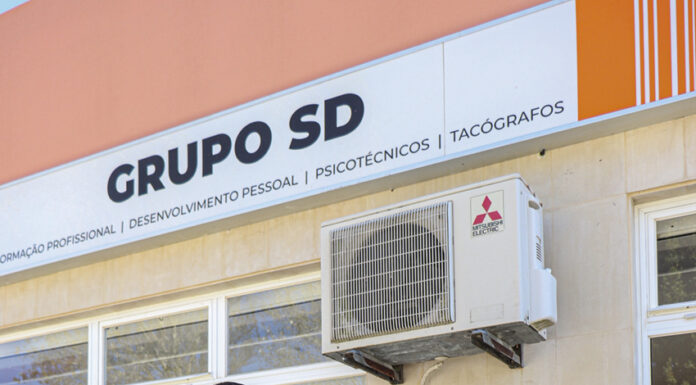 GRUPO SD
ORMAÇÃO PROFISSIONAL | DESENVOLVIMENTO PESSOAL | PSICOTÉCNICOS | TACÓGRAFOS
MITSUBISHI
ELECTRIC